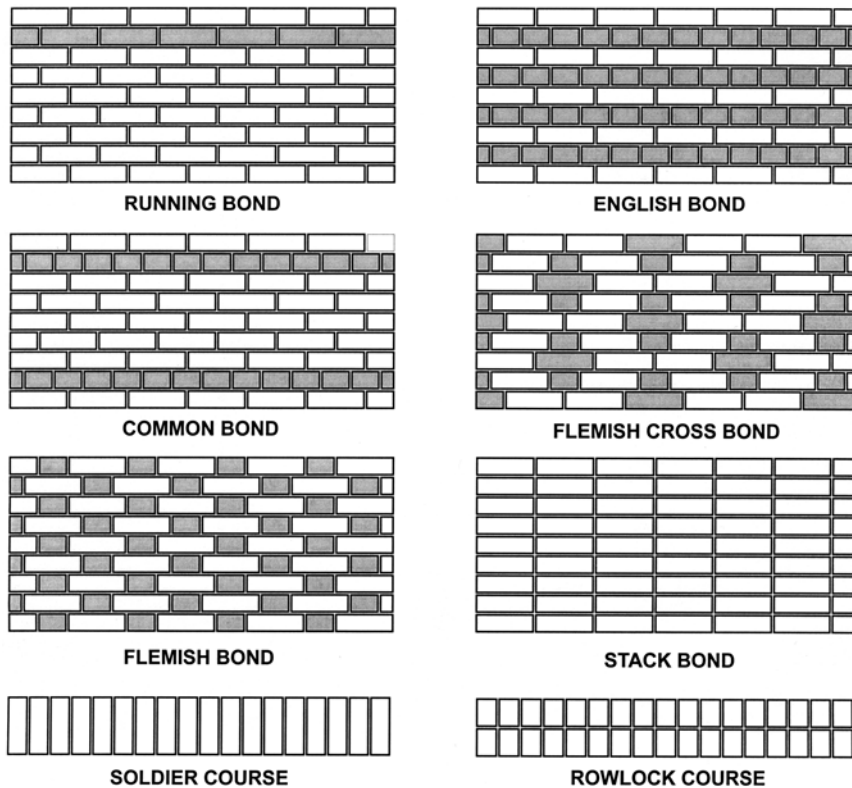 RUNNING BOND
ENGLISH BOND
COMMON BOND
FLEMISH CROSS BOND
FLEMISH BOND
STACK BOND
SOLDIER COURSE
ROWLOCK COURSE